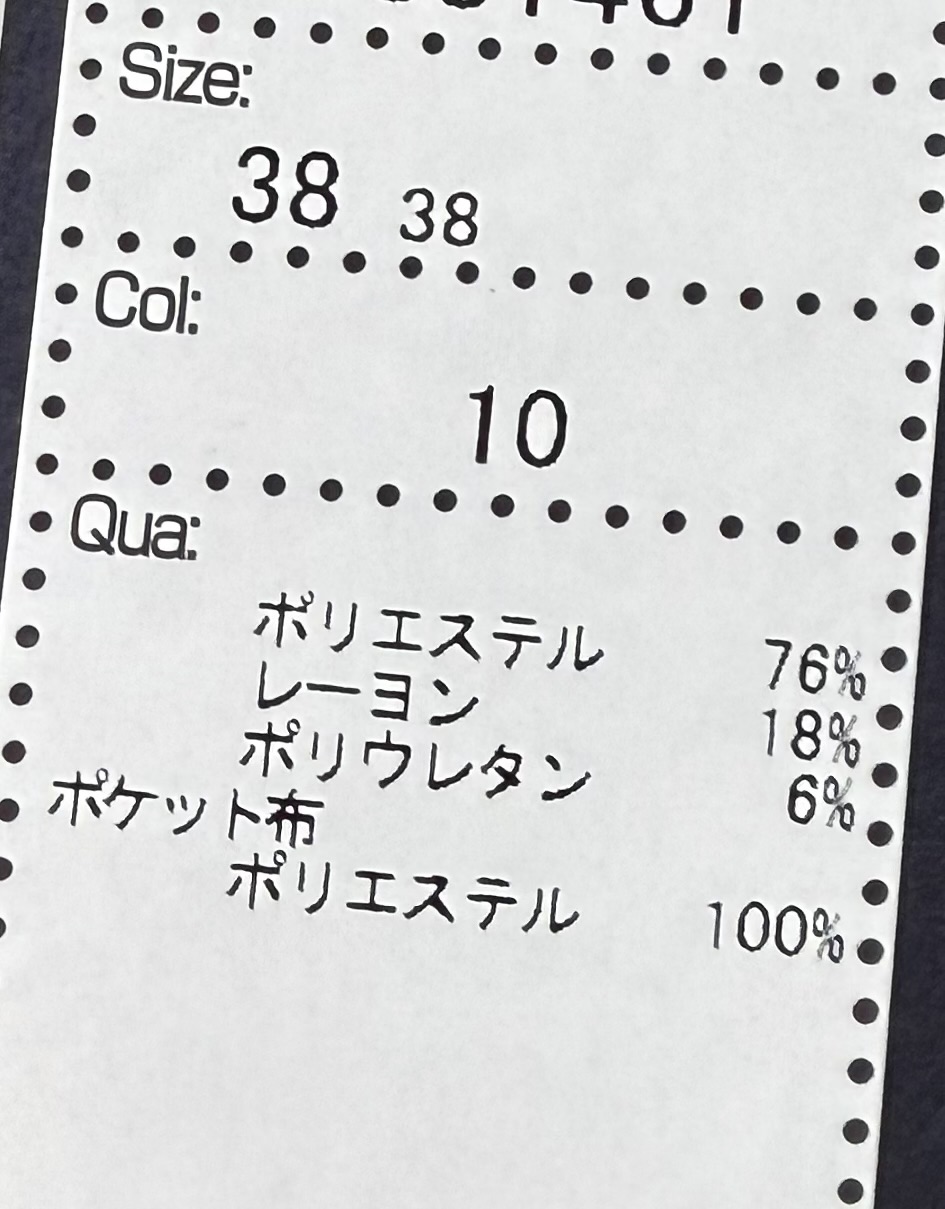 Size:
38 38
Col:
10
Qua:
ポリエステル 76%
レーヨン 18%
ポリウレタン 6%
ポケット布
ポリエステル 100%